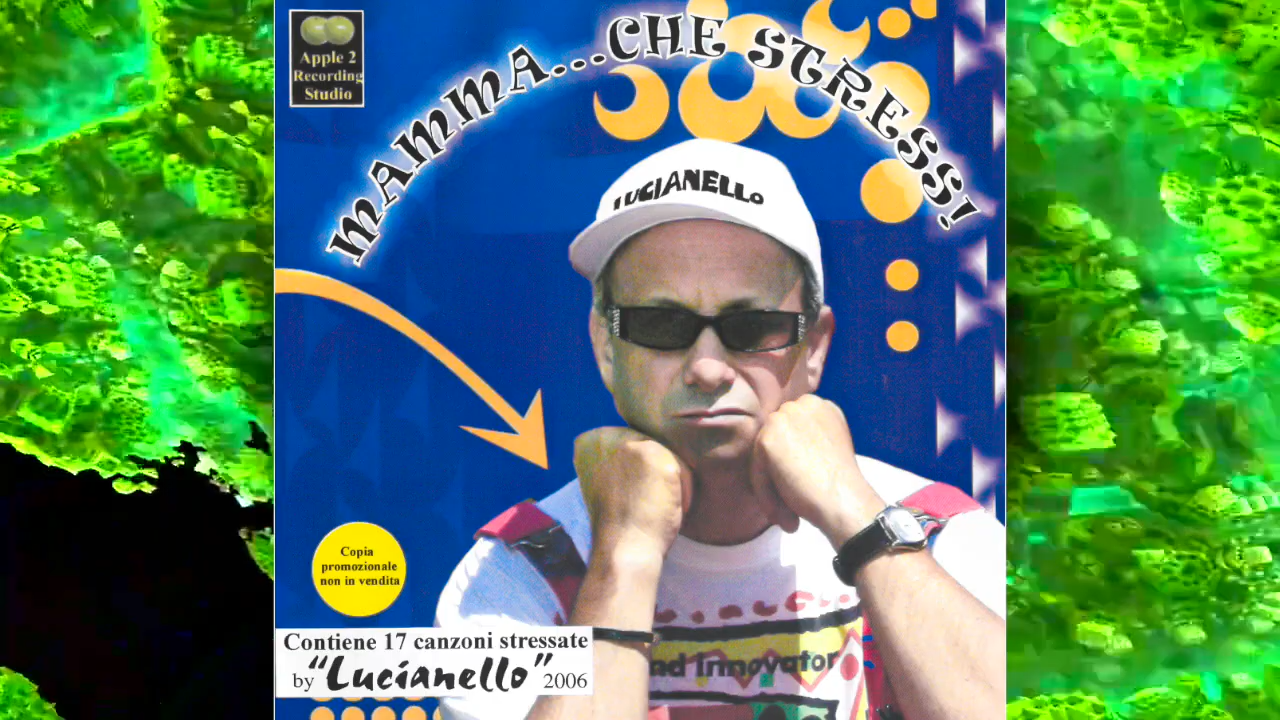 Apple 2
Recording
Studio
MAMMA...CHE STRESS!
LUCIANELLO
Copia
promozionale
non in vendita
Contiene 17 canzoni stressate
by "Lucianello" 2006
nd Innovator